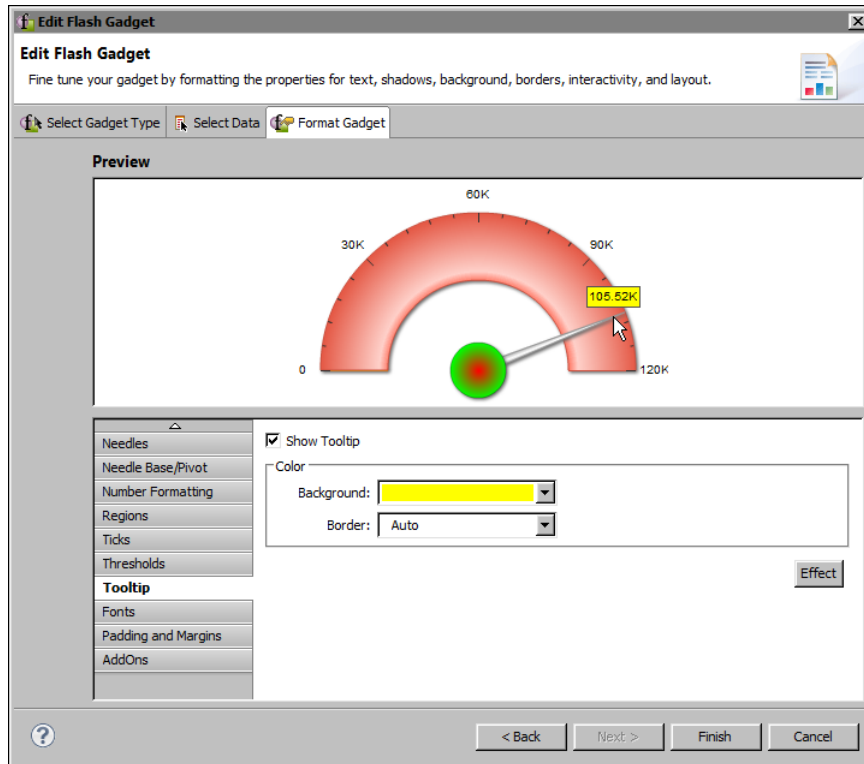 Edit Flash Gadget
Edit Flash Gadget
Fine tune your gadget by formatting the properties for text, shadows, background, borders, interactivity, and layout.
Select Gadget Type
Select Data
Format Gadget
Preview
60K
30K
90K
105.52K
0
120K
Needles
Needle Base/Pivot
Number Formatting
Regions
Ticks
Thresholds
Tooltip
Fonts
Padding and Margins
AddOns
Show Tooltip
Color
Background:
Border:
Auto
Effect
?
< Back
Next >
Finish
Cancel